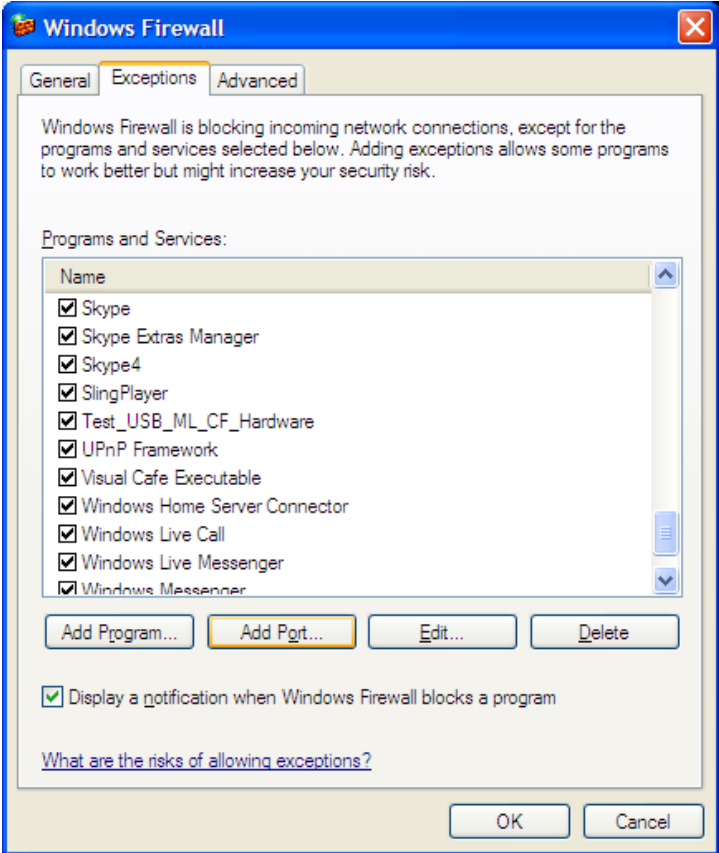 Windows Firewall
General
Exceptions
Advanced
Windows Firewall is blocking incoming network connections, except for the
programs and services selected below. Adding exceptions allows some programs
to work better but might increase your security risk.
Programs and Services:
Name
Skype
Skype Extras Manager
Skype4
SlingPlayer
Test_USB_ML_CF_Hardware
UPnP Framework
Visual Cafe Executable
Windows Home Server Connector
Windows Live Call
Windows Live Messenger
Windows Messenger
Add Program... Add Port... Edit... Delete
Display a notification when Windows Firewall blocks a program
What are the risks of allowing exceptions?
OK Cancel